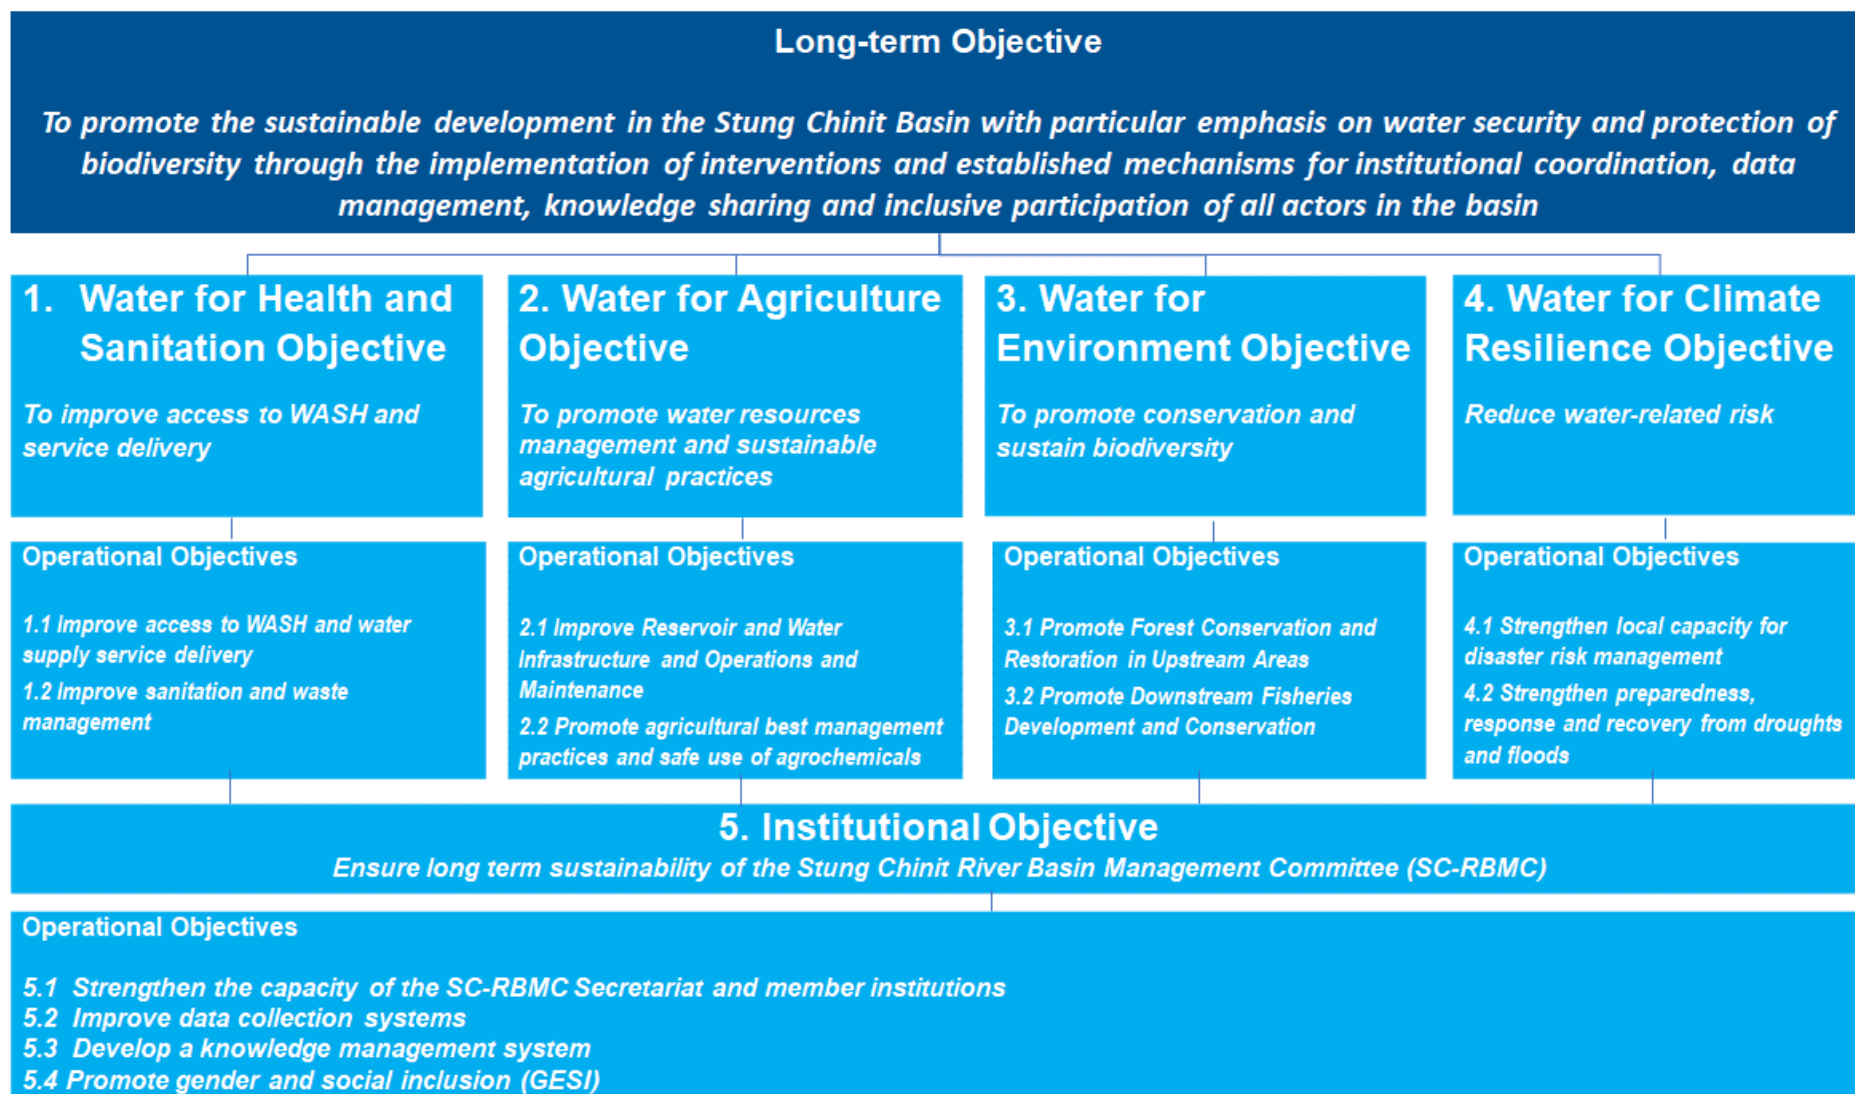 Long-term Objective
To promote the sustainable development in the Stung Chinit Basin with particular emphasis on water security and protection of
biodiversity through the implementation of interventions and established mechanisms for institutional coordination, data
management, knowledge sharing and inclusive participation of all actors in the basin
1. Water for Health and
Sanitation Objective
To improve access to WASH and
service delivery
2. Water for Agriculture
Objective
To promote water resources
management and sustainable
agricultural practices
3. Water for
Environment Objective
To promote conservation and
sustain biodiversity
4. Water for Climate
Resilience Objective
Reduce water-related risk
Operational Objectives
1.1 Improve access to WASH and water
supply service delivery
1.2 Improve sanitation and waste
management
Operational Objectives
2.1 Improve Reservoir and Water
Infrastructure and Operations and
Maintenance
2.2 Promote agricultural best management
practices and safe use of agrochemicals
Operational Objectives
3.1 Promote Forest Conservation and
Restoration in Upstream Areas
3.2 Promote Downstream Fisheries
Development and Conservation
Operational Objectives
4.1 Strengthen local capacity for
disaster risk management
4.2 Strengthen preparedness,
response and recovery from droughts
and floods
5. Institutional Objective
Ensure long term sustainability of the Stung Chinit River Basin Management Committee (SC-RBMC)
Operational Objectives
5.1 Strengthen the capacity of the SC-RBMC Secretariat and member institutions
5.2 Improve data collection systems
5.3 Develop a knowledge management system
5.4 Promote gender and social inclusion (GESI)